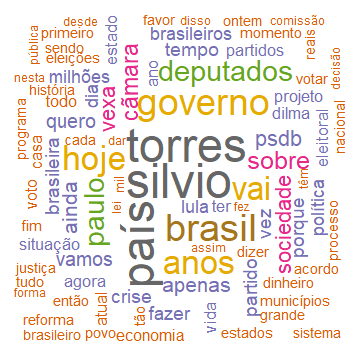 desde favor disso ontem comissão
pública primeiro estado brasileiros momento reais
sendo tempo partidos
eleições deputados decisão
nesta milhões câmara ano votar
história dia vexa governo projeto
todo dilma
quero
programa casa cada dar torres psdb eleitoral nacional
brasileira hoje sobre
ainda paulo lei mil silvio vai têm
voto país lula ter fez vez sociedade porque política processo
fim brasil
situação assim dizer
justiça vamos anos partido acordo
tudo agora apenas dinheiro
forma então atual crise tão fazer vida municípios
grande
reforma
brasileiro povo economia estados sistema